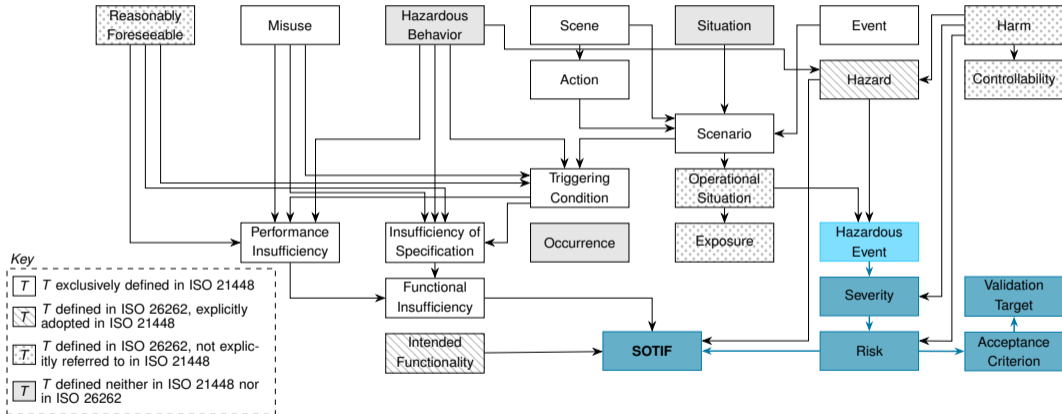 Reasonably
Foreseeable
Misuse
Hazardous
Behavior
Scene
Situation
Event
Harm
Action
Hazard
Controllability
Scenario
Triggering
Condition
Operational
Situation
Performance
Insufficiency
Insufficiency of
Specification
Occurrence
Exposure
Hazardous
Event
Key
T T exclusively defined in ISO 21448
T T defined in ISO 26262, explicitly
adopted in ISO 21448
T T defined in ISO 26262, not explic-
itly referred to in ISO 21448
T T defined neither in ISO 21448 nor
in ISO 26262
Functional
Insufficiency
Severity
Validation
Target
Intended
Functionality
SOTIF
Risk
Acceptance
Criterion